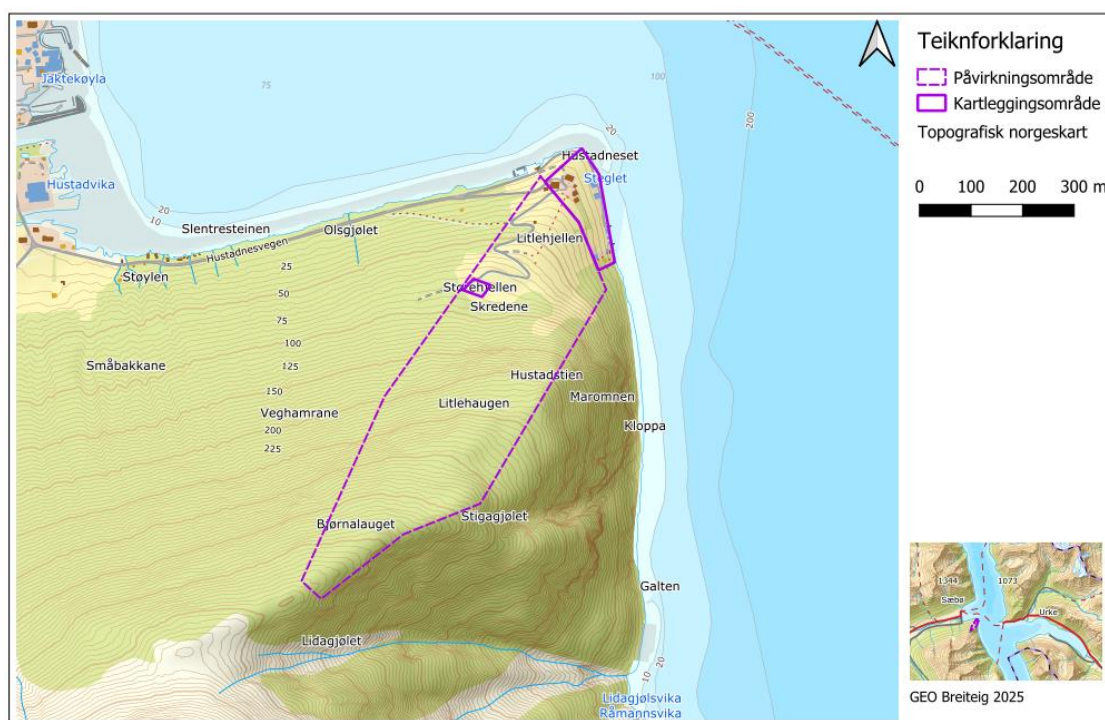 Jaktekøyla
75
100
20
200
Hustadneset
Steglet
Hustadvika
20
10
Slentresteinen
Olsgjølet
Litlehjellen
Hustadnesvegen
Støylen
25
Storehjellen
50
Skredene
75
100
Småbakkane
125
Hustadstien
150
Litlehaugen
Maromnen
Veghamrane
Kloppa
200
225
Bjørnalauget
Stigagjølet
Galten
Lidagjølet
10
20
Lidagjølsvika
Råmannsvika
Teiknforklaring
Påvirkningsområde
Kartleggingsområde
Topografisk norgeskart
0 100 200 300 m
1344
1073
Sæbø
Urke
GEO Breiteig 2025